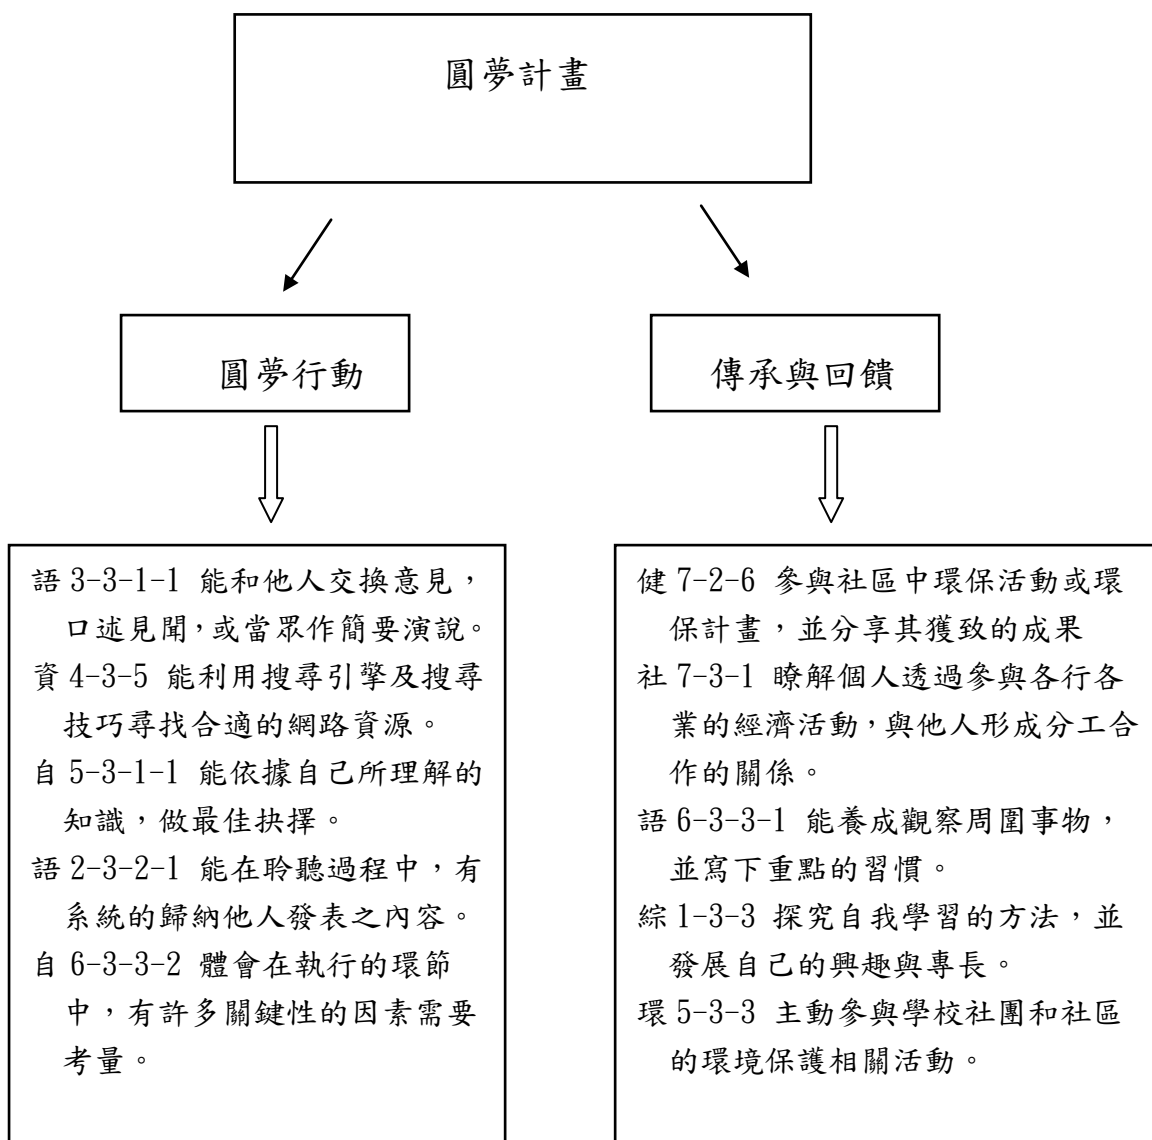 圓夢計畫
圓夢行動
傳承與回饋
語 3-3-1-1 能和他人交換意見，
口述見聞，或當眾作簡要演說。
資 4-3-5 能利用搜尋引擎及搜尋
技巧尋找合適的網路資源。
自 5-3-1-1 能依據自己所理解的
知識，做最佳抉擇。
語 2-3-2-1 能在聆聽過程中，有
系統的歸納他人發表之內容。
自 6-3-3-2 體會在執行的環節
中，有許多關鍵性的因素需要
考量。
健 7-2-6 參與社區中環保活動或環
保計畫，並分享其獲致的成果
社 7-3-1 瞭解個人透過參與各行各
業的經濟活動，與他人形成分工合
作的關係。
語 6-3-3-1 能養成觀察周圍事物，
並寫下重點的習慣。
綜 1-3-3 探究自我學習的方法，並
發展自己的興趣與專長。
環 5-3-3 主動參與學校社團和社區
的環境保護相關活動。